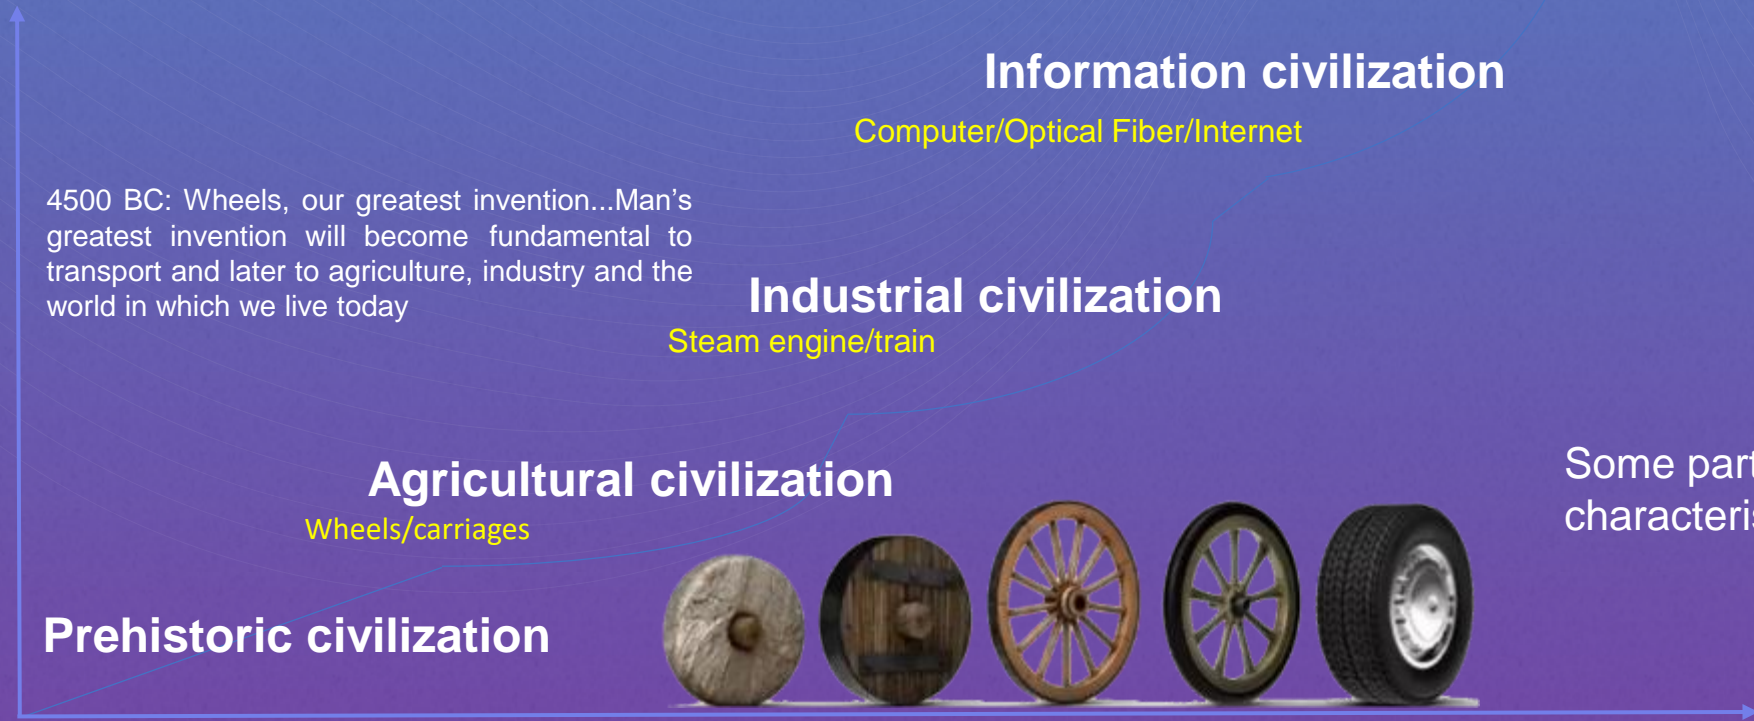 Information civilization
Computer/Optical Fiber/Internet
4500 BC: Wheels, our greatest invention...Man's
greatest invention will become fundamental to
transport and later to agriculture, industry and the
world in which we live today
Industrial civilization
Steam engine/train
Agricultural civilization
Wheels/carriages
Some part
Prehistoric civilization